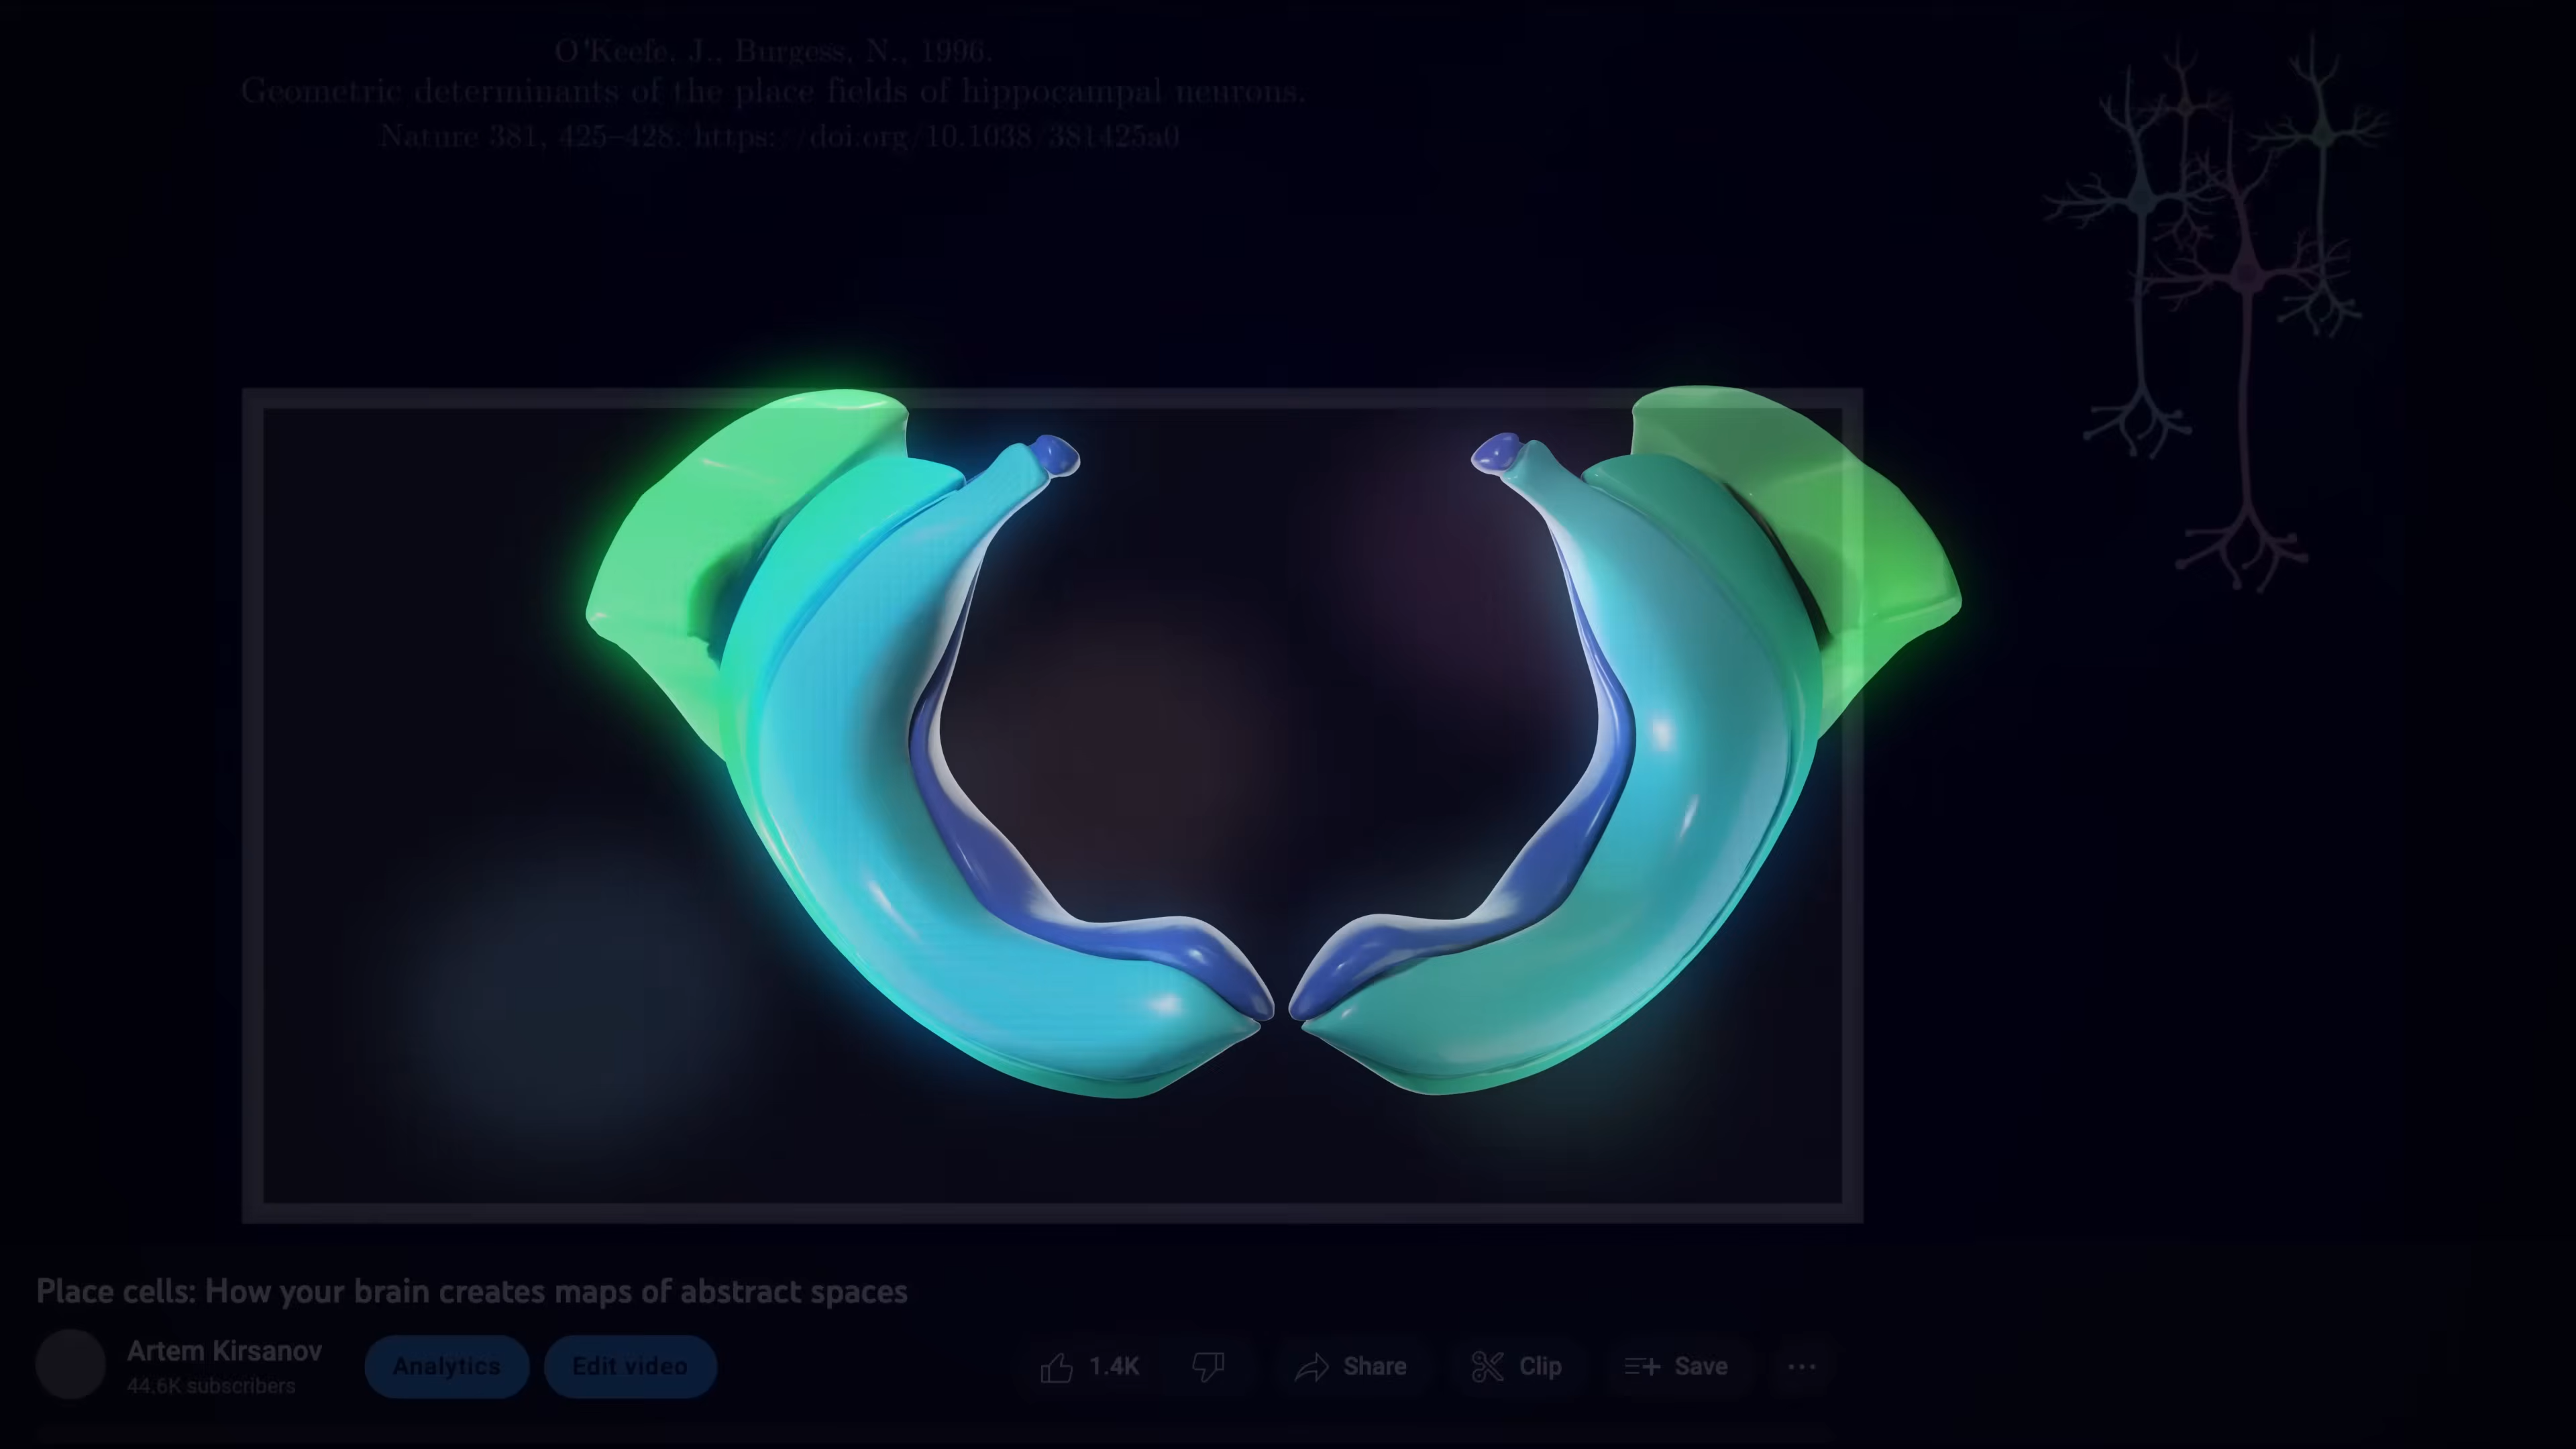 O'Keefe, J., Burgess, N., 1996.
Geometric determinants of the place fields of hippocampal neurons.
Nature 381, 425–428. https://doi.org/10.1038/381425a0
Place cells: How your brain creates maps of abstract spaces
Artem Kirsanov
44.6K subscribers
Analytics
Edit video
1.4K
Share
Clip
Save